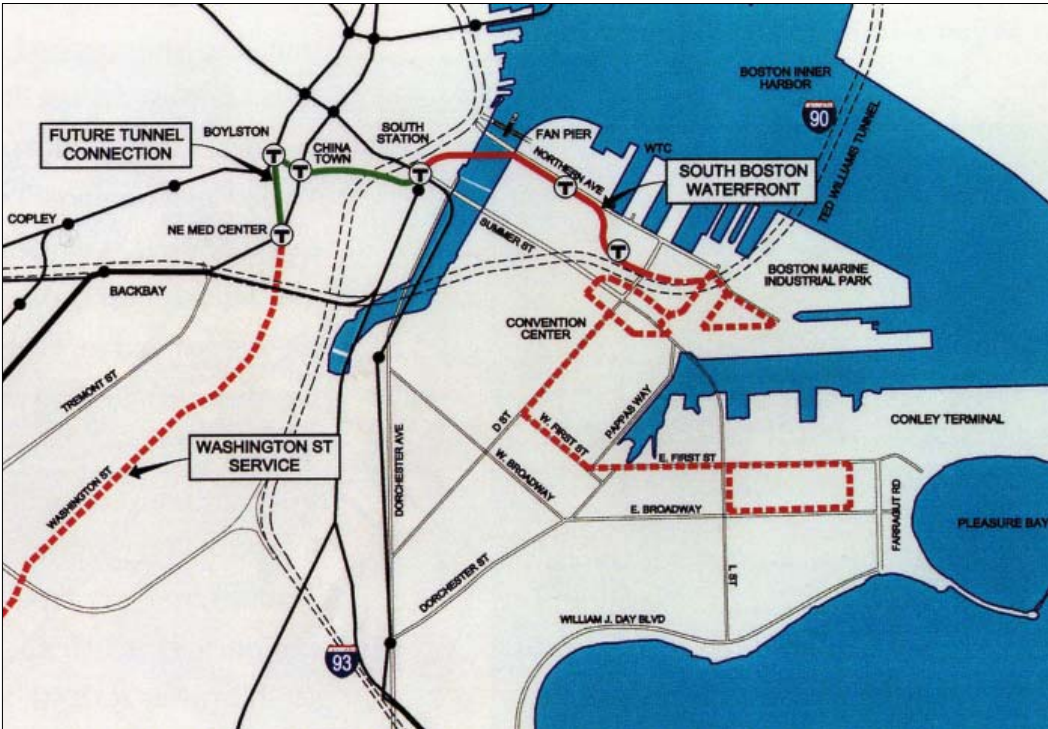 BOSTON INNER
HARBOR
INTERSTATE
90
TED WILLIAMS TUNNEL
FUTURE TUNNEL
CONNECTION
BOYLSTON
T
CHINA
TOWN
T
SOUTH
STATION
T
FAN PIER
WTC
NORTHERN AVE
T
SOUTH BOSTON
WATERFRONT
COPLEY
NE MED CENTER
T
SUMMER ST
T
BACKBAY
BOSTON MARINE
INDUSTRIAL PARK
CONVENTION
CENTER
TREMONT ST
D ST
W. FIRST ST
PAPPAS WAY
CONLEY TERMINAL
WASHINGTON ST
SERVICE
WASHINGTON ST
DORCHESTER AVE
W. BROADWAY
E. FIRST ST
E. BROADWAY
FARRAGUT RD
PLEASURE BAY
DORCHESTER ST
L ST
WILLIAM J. DAY BLVD
INTERSTATE
93